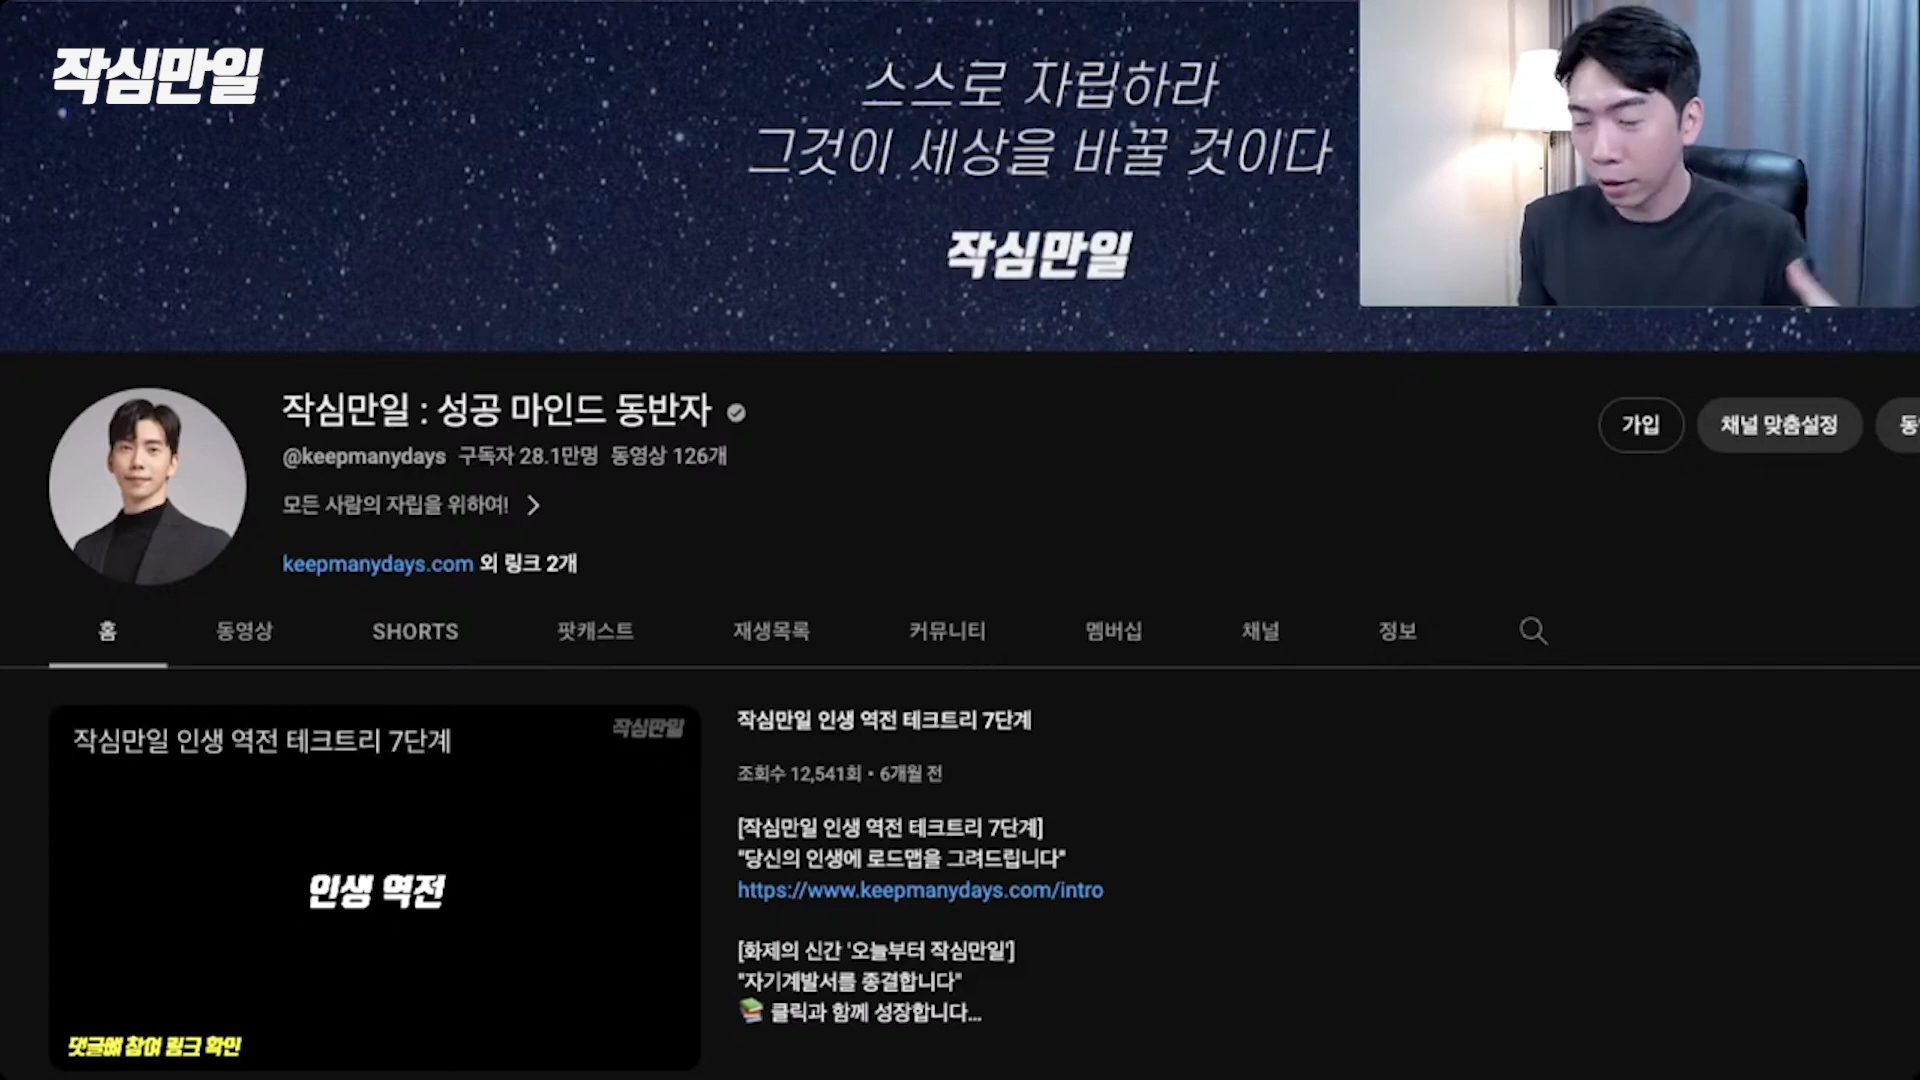 작심만일
스스로 자립하라
그것이 세상을 바꿀 것이다
작심만일
작심만일 : 성공 마인드 동반자
@keepmanydays 구독자 28.1만명 동영상 126개
모든 사람의 자립을 위하여!
keepmanydays.com 외 링크 2개
가입
채널 맞춤설정
홈
동영상
SHORTS
팟캐스트
재생목록
커뮤니티
멤버십
채널
정보
작심만일 인생 역전 테크트리 7단계
작심만일
인생 역전
댓글에 참여 링크 확인
작심만일 인생 역전 테크트리 7단계
조회수 12,541회 • 6개월 전
[작심만일 인생 역전 테크트리 7단계]
"당신의 인생에 로드맵을 그려드립니다"
https://www.keepmanydays.com/intro
[화제의 신간 '오늘부터 작심만일']
"자기계발서를 종결합니다"
📚 클릭과 함께 성장합니다...